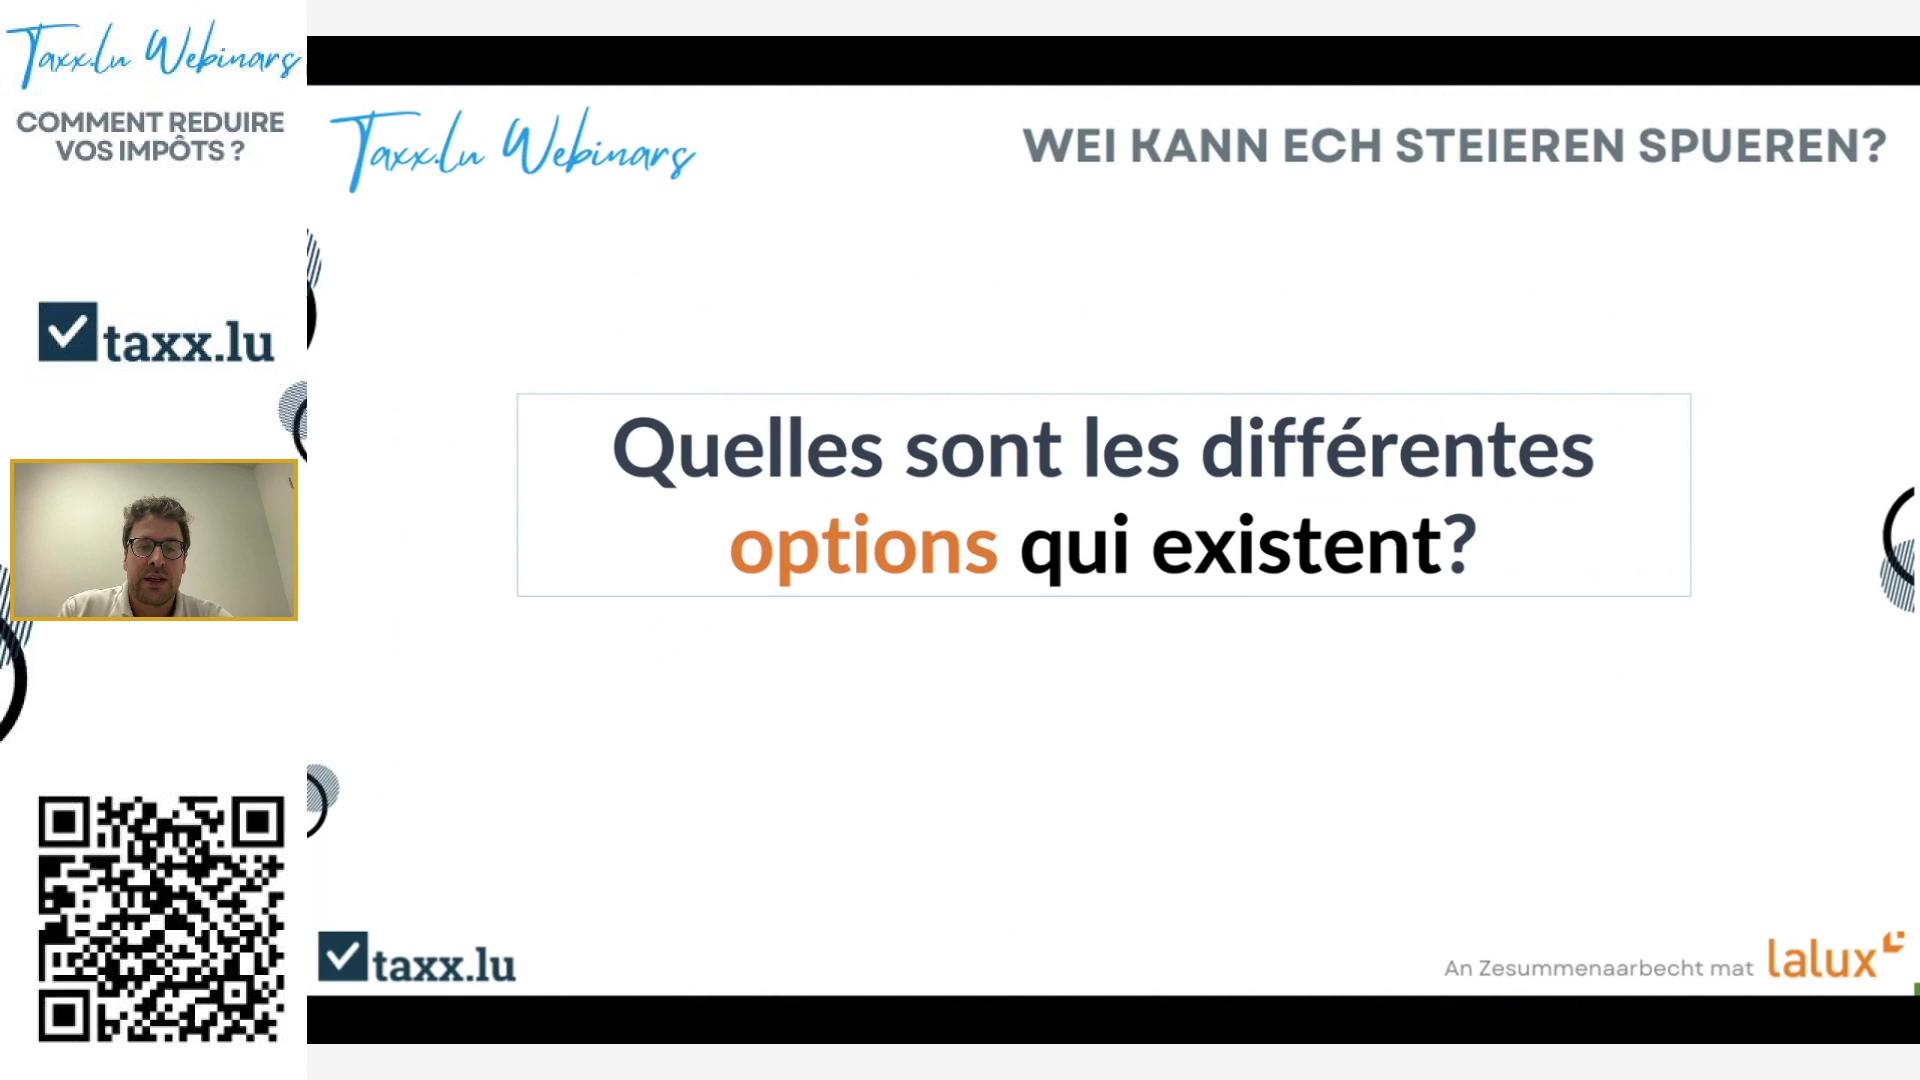 Taxx.lu Webinars
COMMENT REDUIRE
VOS IMPÔTS ?
taxx.lu
Taxx.lu Webinars
WEI KANN ECH STEIEREN SPUEREN?
Quelles sont les différentes
options qui existent?
taxx.lu
An Zesummenaarbecht mat lalux